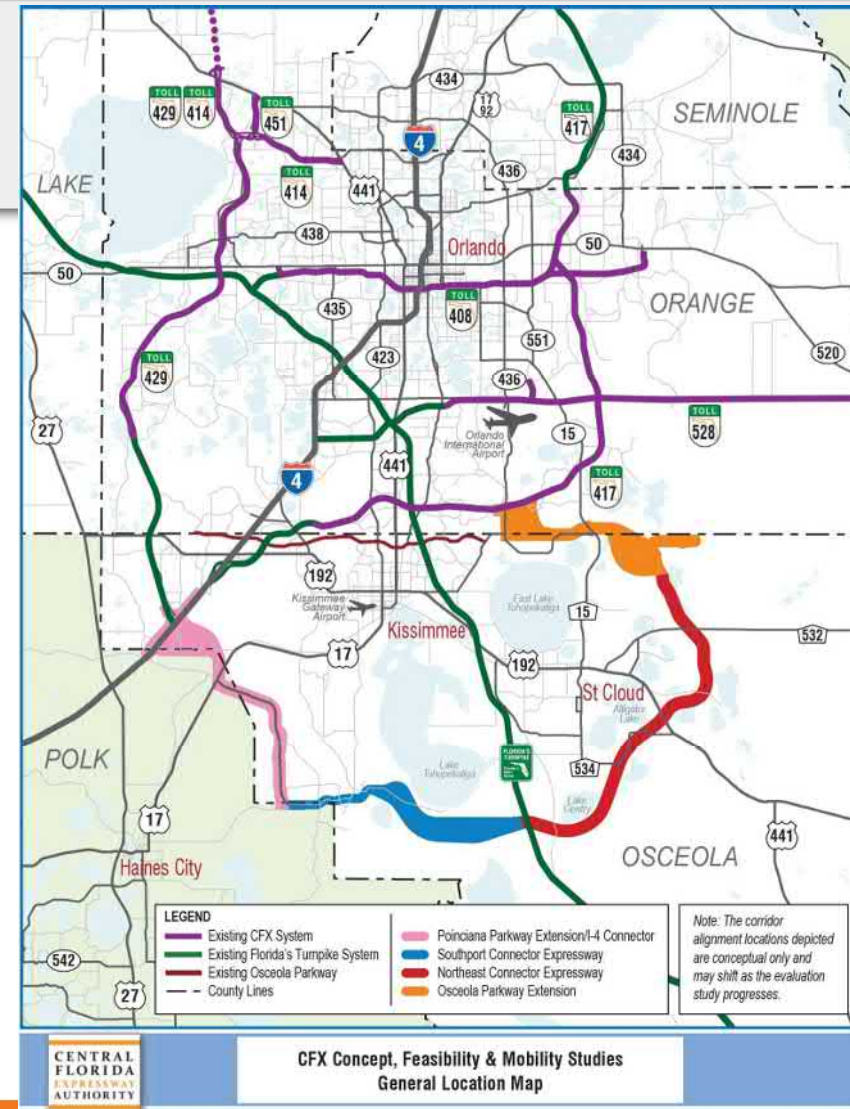 434
17
92
TOLL
429
TOLL
414
TOLL
451
TOLL
417
SEMINOLE
4
LAKE
436
434
TOLL
414
441
438
Orlando
50
50
TOLL
408
ORANGE
435
551
423
520
TOLL
429
436
27
TOLL
528
Orlando
International
Airport
15
441
4
TOLL
417
192
East Lake
Tohopekaliga
Kissimmee
Gateway
Airport
15
Kissimmee
532
17
192
St Cloud
Alligator
Lake
POLK
FLORIDA'S
TURNPIKE
534
Lake
Tohopekaliga
Lake
Gentry
17
441
OSCEOLA
Haines City
542
27
LEGEND
Existing CFX System
Existing Florida's Turnpike System
Existing Osceola Parkway
County Lines
Poinciana Parkway Extension/I-4 Connector
Southport Connector Expressway
Northeast Connector Expressway
Osceola Parkway Extension
Note: The corridor
alignment locations depicted
are conceptual only and
may shift as the evaluation
study progresses.
CENTRAL
FLORIDA
EXPRESSWAY
AUTHORITY
CFX Concept, Feasibility & Mobility Studies
General Location Map